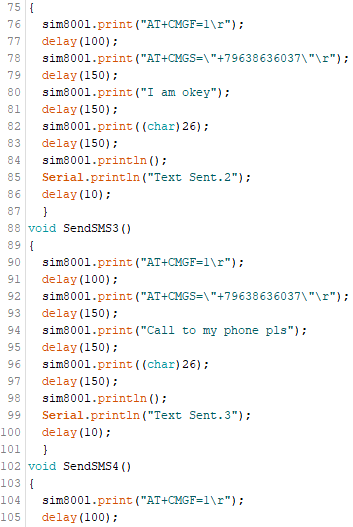 75 {
76 sim800l.print("AT+CMGF=1\r");
77 delay(100);
78 sim800l.print("AT+CMGS=\"+79638636037\"\r");
79 delay(150);
80 sim800l.print("I am okey");
81 delay(150);
82 sim800l.print((char)26);
83 delay(150);
84 sim800l.println();
85 Serial.println("Text Sent.2");
86 delay(10);
87 }
88 void SendSMS3()
89 {
90 sim800l.print("AT+CMGF=1\r");
91 delay(100);
92 sim800l.print("AT+CMGS=\"+79638636037\"\r");
93 delay(150);
94 sim800l.print("Call to my phone pls");
95 delay(150);
96 sim800l.print((char)26);
97 delay(150);
98 sim800l.println();
99 Serial.println("Text Sent.3");
100 delay(10);
101 }
102 void SendSMS4()
103 {
104 sim800l.print("AT+CMGF=1\r");
105 delay(100);